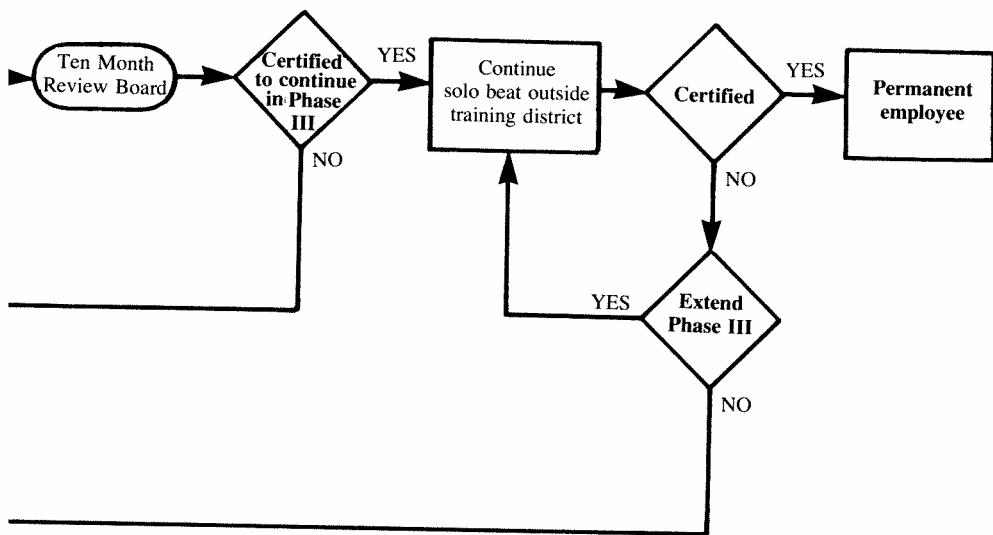 Ten Month
Review Board
Certified
to continue
in Phase
III
YES
NO
Continue
solo beat outside
training district
Certified
YES
NO
Permanent
employee
Extend
Phase III
YES
NO